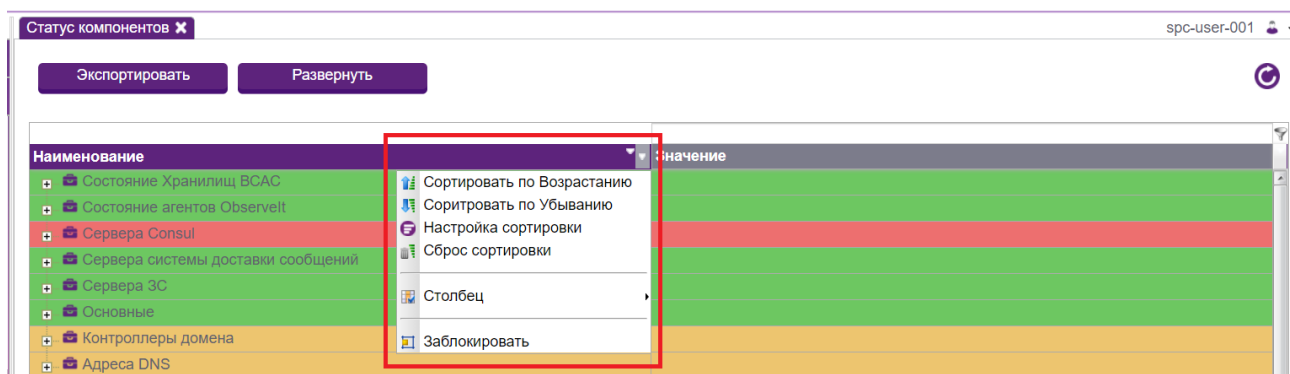 Статус компонентов
spc-user-001
Экспортировать
Развернуть
Наименование
Значение
Состояние Хранилищ ВСАС
Состояние агентов ObserveIt
Сервера Consul
Сервера системы доставки сообщений
Сервера ЗС
Основные
Контроллеры домена
Адреса DNS
Сортировать по Возрастанию
Соритровать по Убыванию
Настройка сортировки
Сброс сортировки
Столбец
Заблокировать